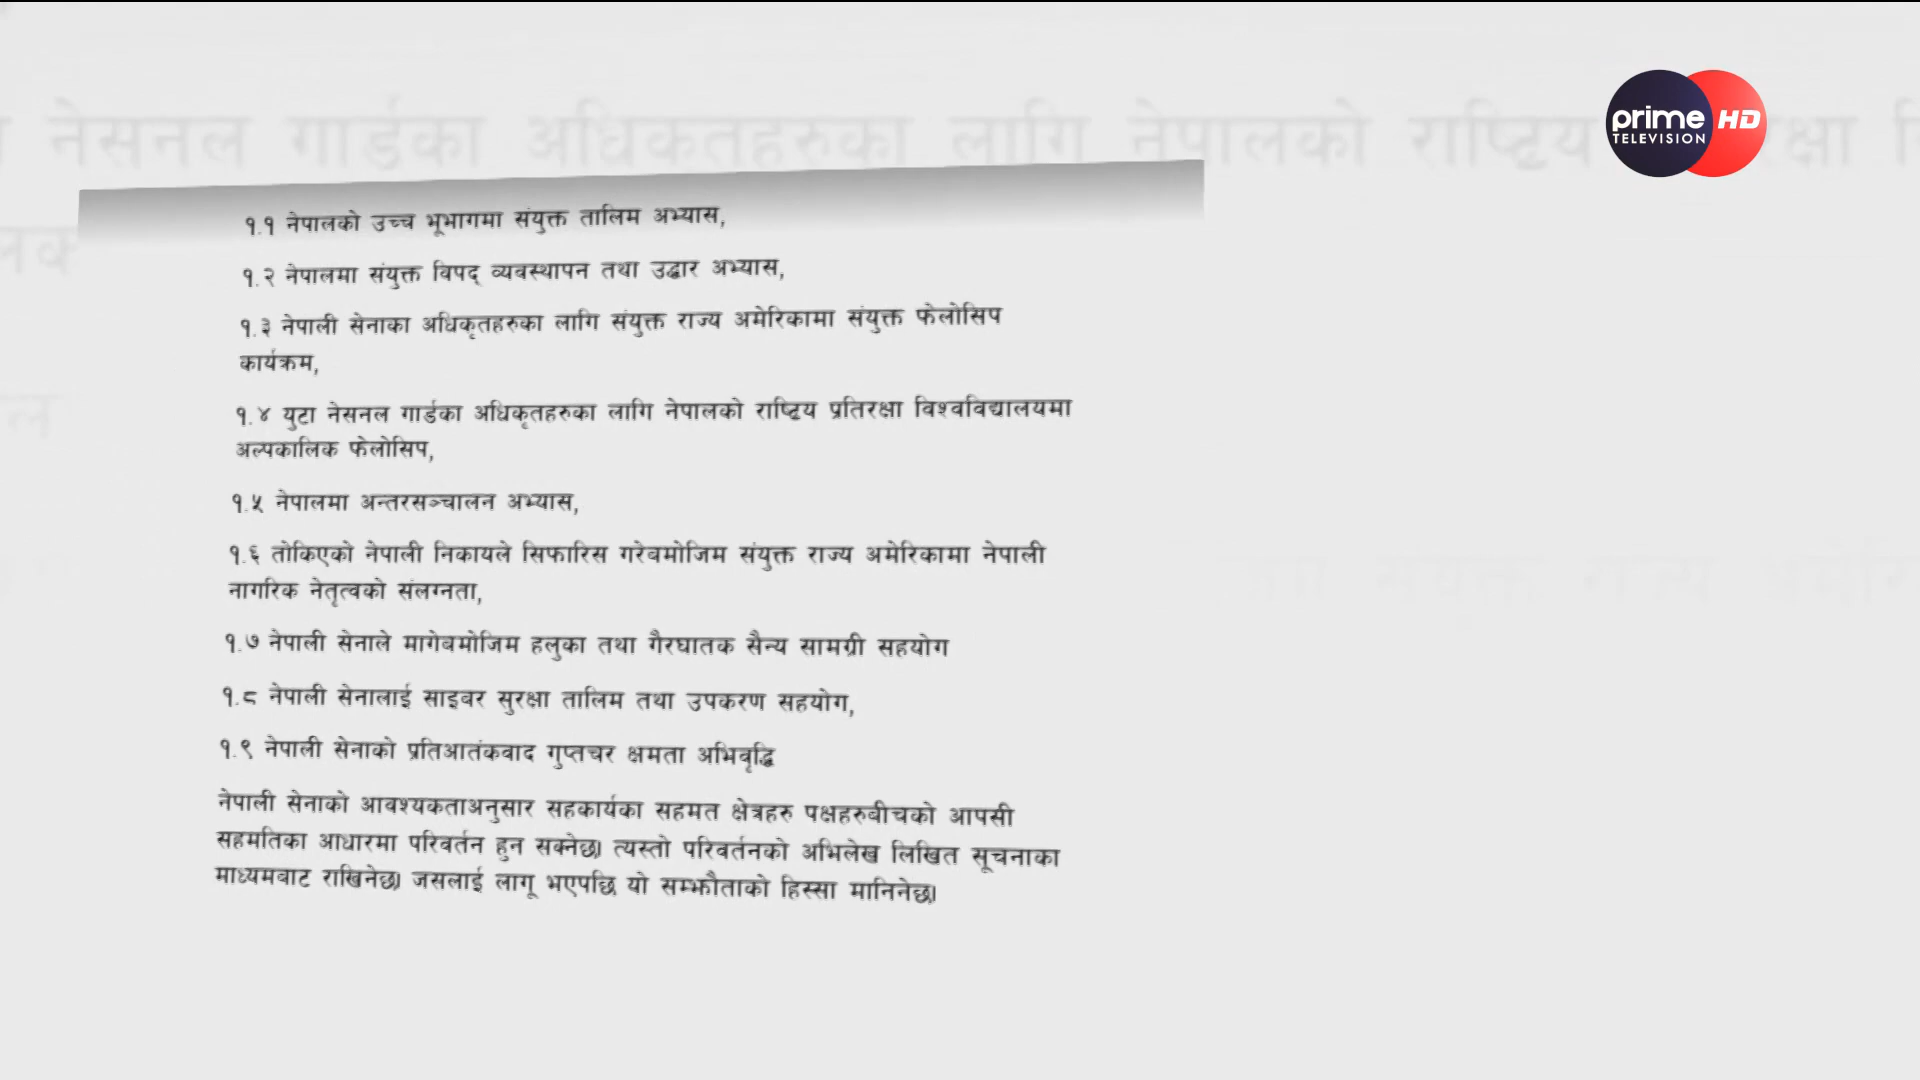 नेसनल गार्डका अधिकृतहरुका लागि नेपालको राष्ट्रिय
prime HD
TELEVISION
१.१ नेपालको उच्च भूभागमा संयुक्त तालिम अभ्यास,
१.२ नेपालमा संयुक्त विपद् व्यवस्थापन तथा उद्धार अभ्यास,
१.३ नेपाली सेनाका अधिकृतहरुका लागि संयुक्त राज्य अमेरिकामा संयुक्त फेलोसिप
कार्यक्रम,
१.४ युटा नेसनल गार्डका अधिकृतहरुका लागि नेपालको राष्ट्रिय प्रतिरक्षा विश्वविद्यालयमा
अल्पकालिक फेलोसिप,
१.५ नेपालमा अन्तरसञ्चालन अभ्यास,
१.६ तोकिएको नेपाली निकायले सिफारिस गरेबमोजिम संयुक्त राज्य अमेरिकामा नेपाली
नागरिक नेतृत्वको संलग्नता,
१.७ नेपाली सेनाले मागेबमोजिम हलुका तथा गैरघातक सैन्य सामग्री सहयोग
१.८ नेपाली सेनालाई साइबर सुरक्षा तालिम तथा उपकरण सहयोग,
१.९ नेपाली सेनाको प्रतिआतंकवाद गुप्तचर क्षमता अभिवृद्धि
नेपाली सेनाको आवश्यकताअनुसार सहकार्यका सहमत क्षेत्रहरु पक्षहरुबीचको आपसी
सहमतिका आधारमा परिवर्तन हुन सक्नेछ। त्यस्तो परिवर्तनको अभिलेख लिखित सूचनाका
माध्यमबाट राखिनेछ। जसलाई लागू भएपछि यो सम्झौताको हिस्सा मानिनेछ।